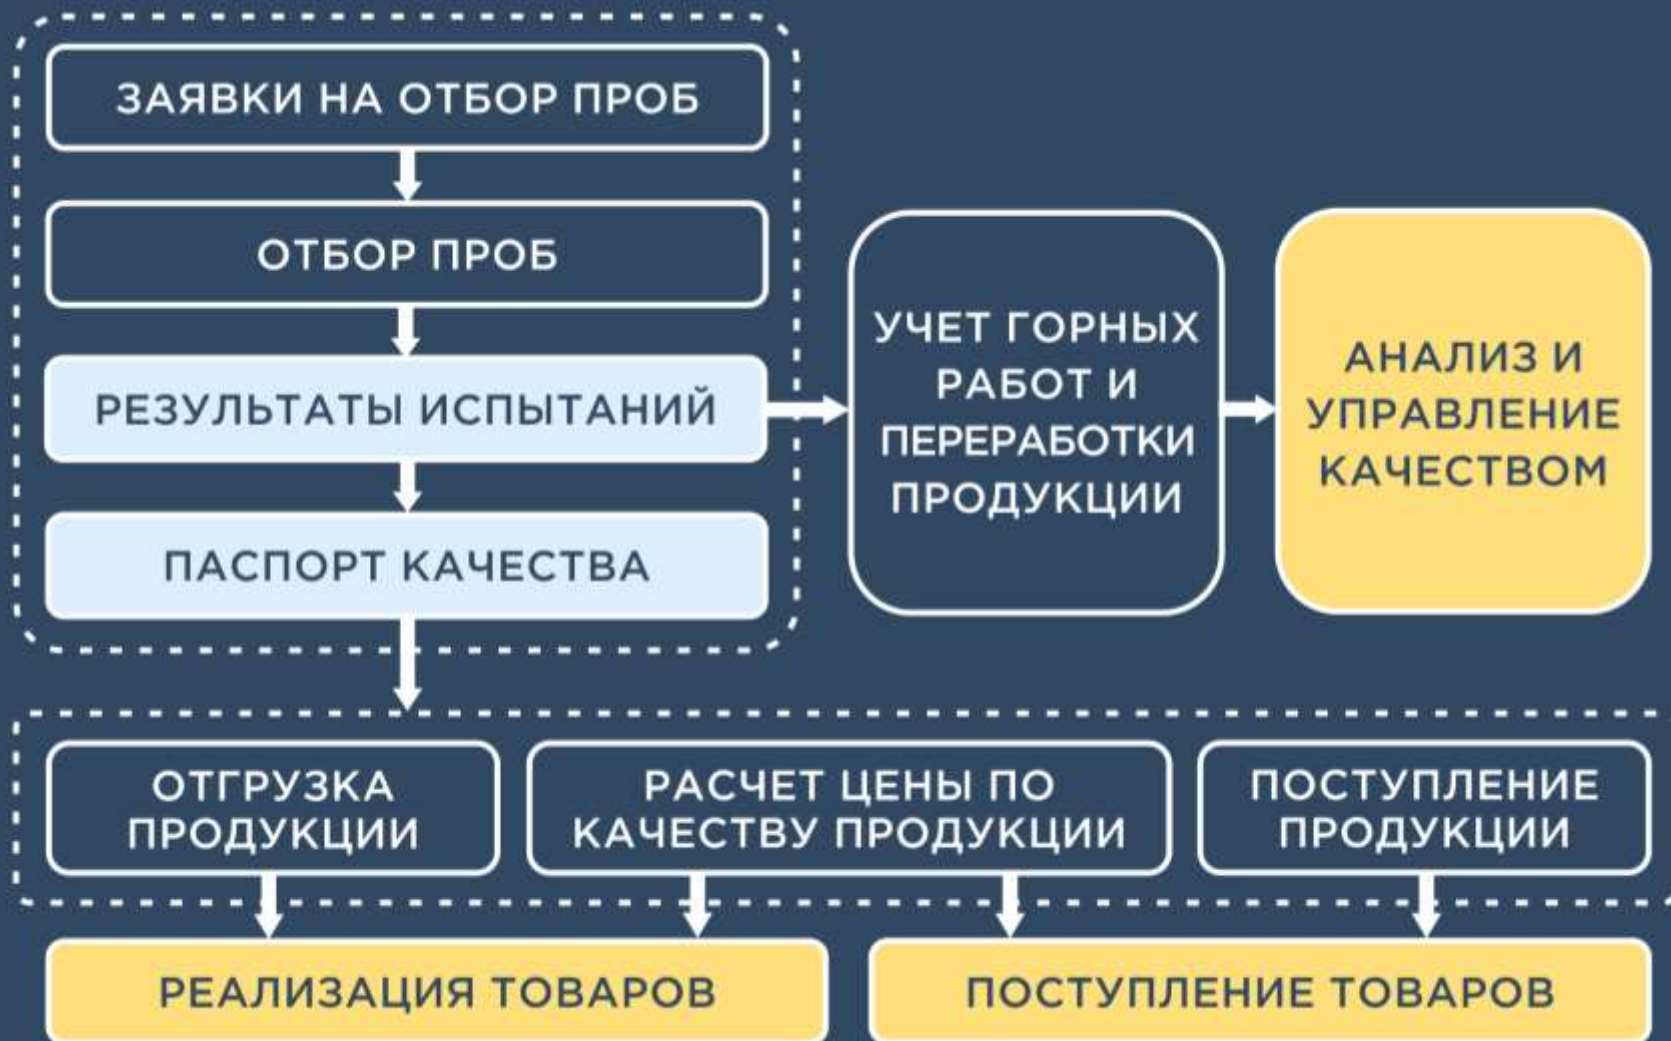 ЗАЯВКИ НА ОТБОР ПРОБ
ОТБОР ПРОБ
РЕЗУЛЬТАТЫ ИСПЫТАНИЙ
ПАСПОРТ КАЧЕСТВА
УЧЕТ ГОРНЫХ
РАБОТ И
ПЕРЕРАБОТКИ
ПРОДУКЦИИ
АНАЛИЗ И
УПРАВЛЕНИЕ
КАЧЕСТВОМ
ОТГРУЗКА
ПРОДУКЦИИ
РАСЧЕТ ЦЕНЫ ПО
КАЧЕСТВУ ПРОДУКЦИИ
ПОСТУПЛЕНИЕ
ПРОДУКЦИИ
РЕАЛИЗАЦИЯ ТОВАРОВ
ПОСТУПЛЕНИЕ ТОВАРОВ